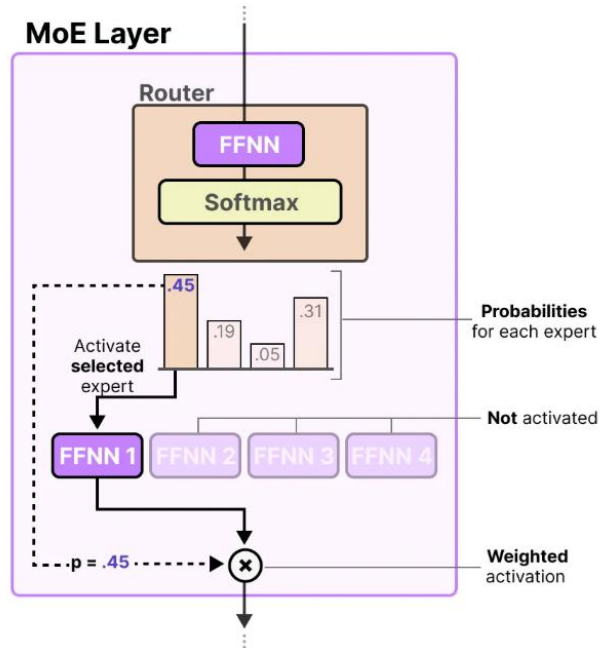 MoE Layer
Router
FFNN
Softmax
.45
.19
.05
.31
Probabilities
for each expert
Activate
selected
expert
Not activated
FFNN 1
FFNN 2
FFNN 3
FFNN 4
p = .45
Weighted
activation